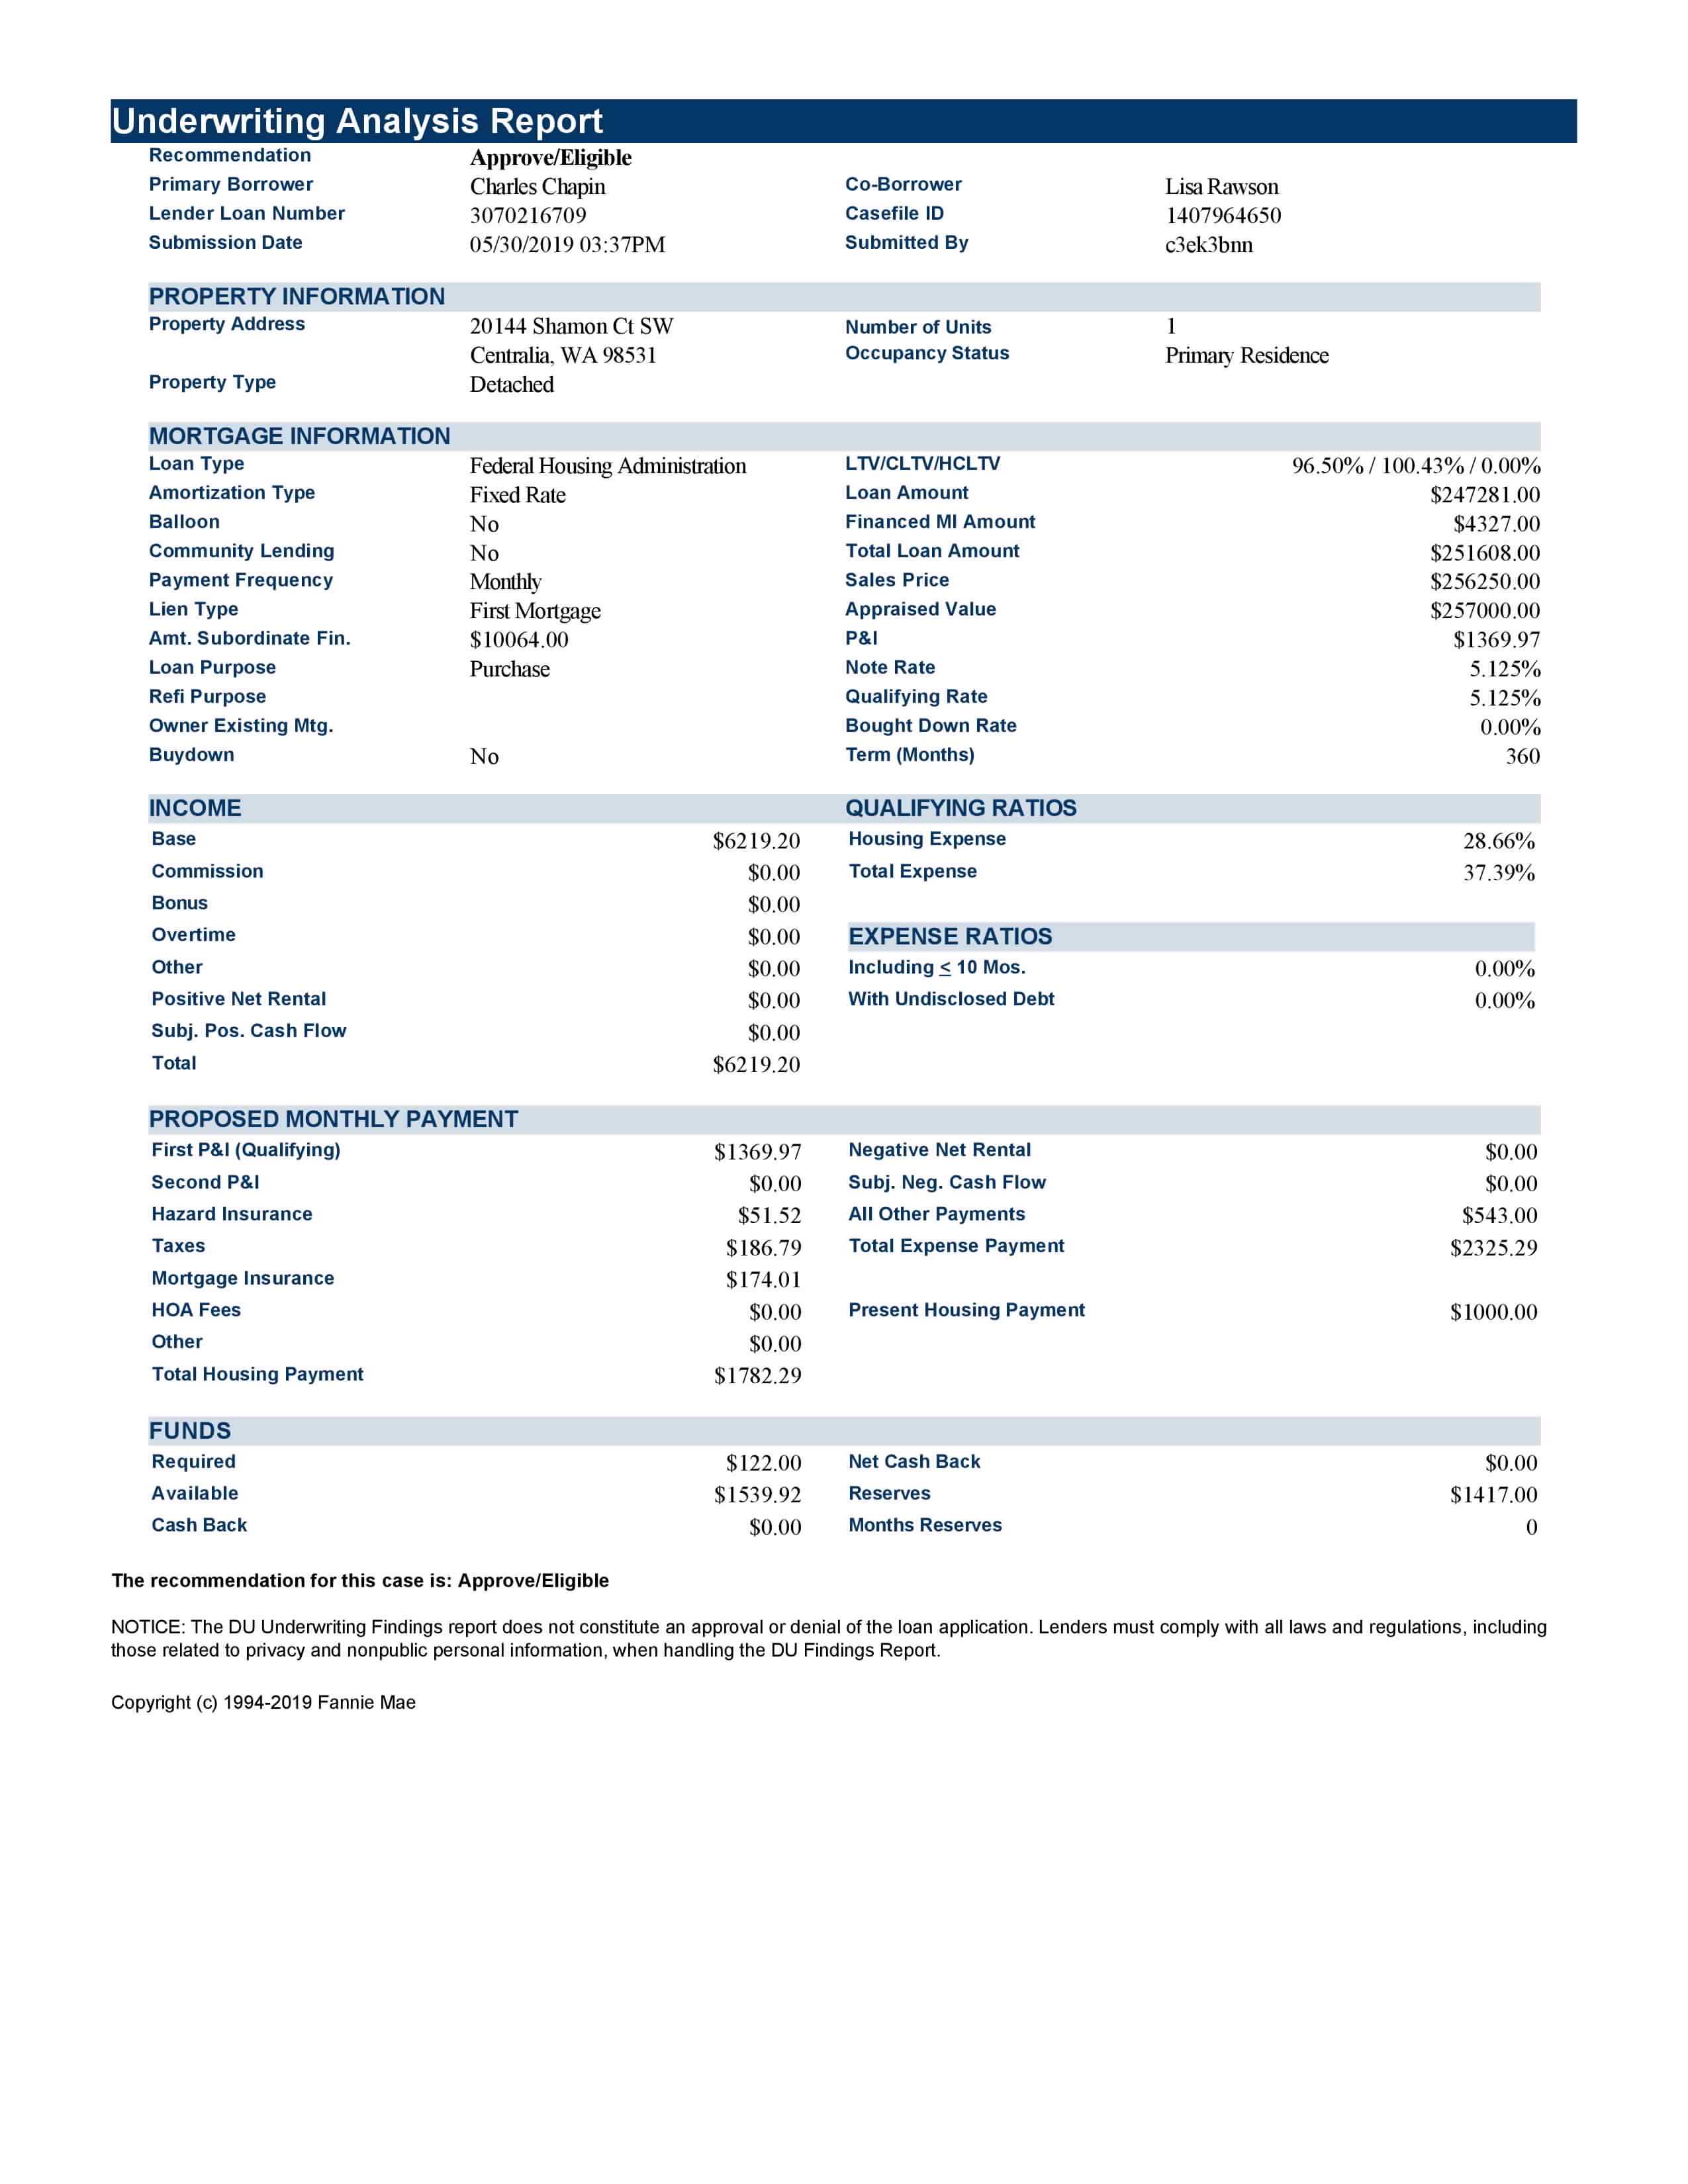 Underwriting Analysis Report
Recommendation Approve/Eligible
Primary Borrower Charles Chapin Co-Borrower Lisa Rawson
Lender Loan Number 3070216709 Casefile ID 1407964650
Submission Date 05/30/2019 03:37PM Submitted By c3ek3bnn
PROPERTY INFORMATION
Property Address 20144 Shamon Ct SW Number of Units 1
Centralia, WA 98531 Occupancy Status Primary Residence
Property Type Detached
MORTGAGE INFORMATION
Loan Type Federal Housing Administration LTV/CLTV/HCLTV 96.50% / 100.43% / 0.00%
Amortization Type Fixed Rate Loan Amount $247281.00
Balloon No Financed MI Amount $4327.00
Community Lending No Total Loan Amount $251608.00
Payment Frequency Monthly Sales Price $256250.00
Lien Type First Mortgage Appraised Value $257000.00
Amt. Subordinate Fin. $10064.00 P&I $1369.97
Loan Purpose Purchase Note Rate 5.125%
Refi Purpose Qualifying Rate 5.125%
Owner Existing Mtg. Bought Down Rate 0.00%
Buydown No Term (Months) 360
INCOME QUALIFYING RATIOS
Base $6219.20 Housing Expense 28.66%
Commission $0.00 Total Expense 37.39%
Bonus $0.00
Overtime $0.00 EXPENSE RATIOS
Other $0.00 Including ≤ 10 Mos. 0.00%
Positive Net Rental $0.00 With Undisclosed Debt 0.00%
Subj. Pos. Cash Flow $0.00
Total $6219.20
PROPOSED MONTHLY PAYMENT
First P&I (Qualifying) $1369.97 Negative Net Rental $0.00
Second P&I $0.00 Subj. Neg. Cash Flow $0.00
Hazard Insurance $51.52 All Other Payments $543.00
Taxes $186.79 Total Expense Payment $2325.29
Mortgage Insurance $174.01
HOA Fees $0.00 Present Housing Payment $1000.00
Other $0.00
Total Housing Payment $1782.29
FUNDS
Required $122.00 Net Cash Back $0.00
Available $1539.92 Reserves $1417.00
Cash Back $0.00 Months Reserves 0
The recommendation for this case is: Approve/Eligible
NOTICE: The DU Underwriting Findings report does not constitute an approval or denial of the loan application. Lenders must comply with all laws and regulations, including
those related to privacy and nonpublic personal information, when handling the DU Findings Report.
Copyright (c) 1994-2019 Fannie Mae